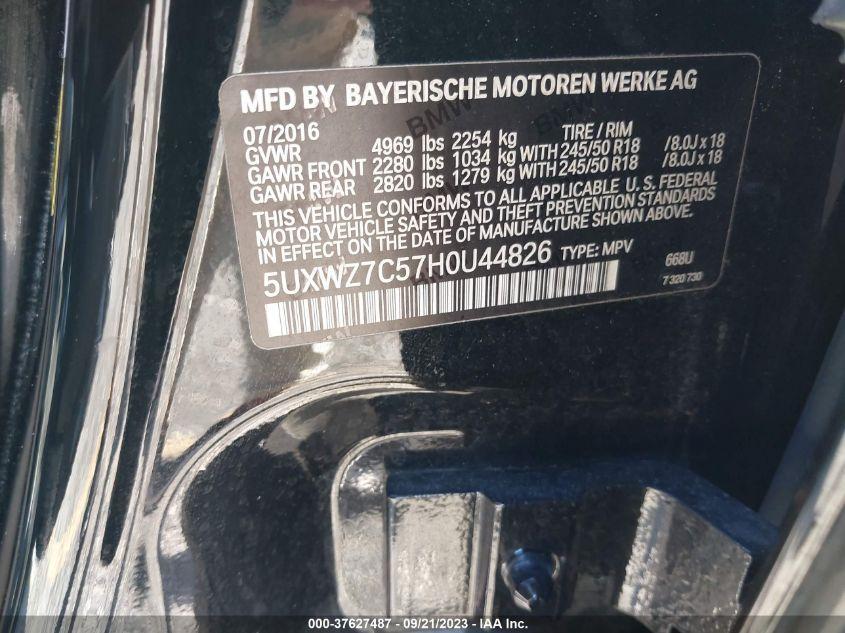 MFD BY BAYERISCHE MOTOREN WERKE AG
07/2016 TIRE / RIM
GVWR 4969 lbs 2254 kg
GAWR FRONT 2280 lbs 1034 kg WITH 245/50 R18 /8.0J x 18
GAWR REAR 2820 lbs 1279 kg WITH 245/50 R18 /8.0J x 18
THIS VEHICLE CONFORMS TO ALL APPLICABLE U. S. FEDERAL
MOTOR VEHICLE SAFETY AND THEFT PREVENTION STANDARDS
IN EFFECT ON THE DATE OF MANUFACTURE SHOWN ABOVE.
5UXWZ7C57H0U44826 TYPE: MPV 668U
7 320 730
000-37627487 - 09/21/2023 - IAA Inc.